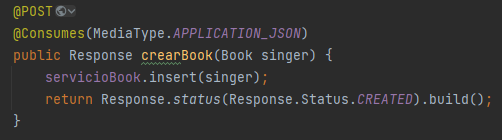 @POST
@Consumes(MediaType.APPLICATION_JSON)
public Response crearBook(Book singer) {
    servicioBook.insert(singer);
    return Response.status(Response.Status.CREATED).build();
}